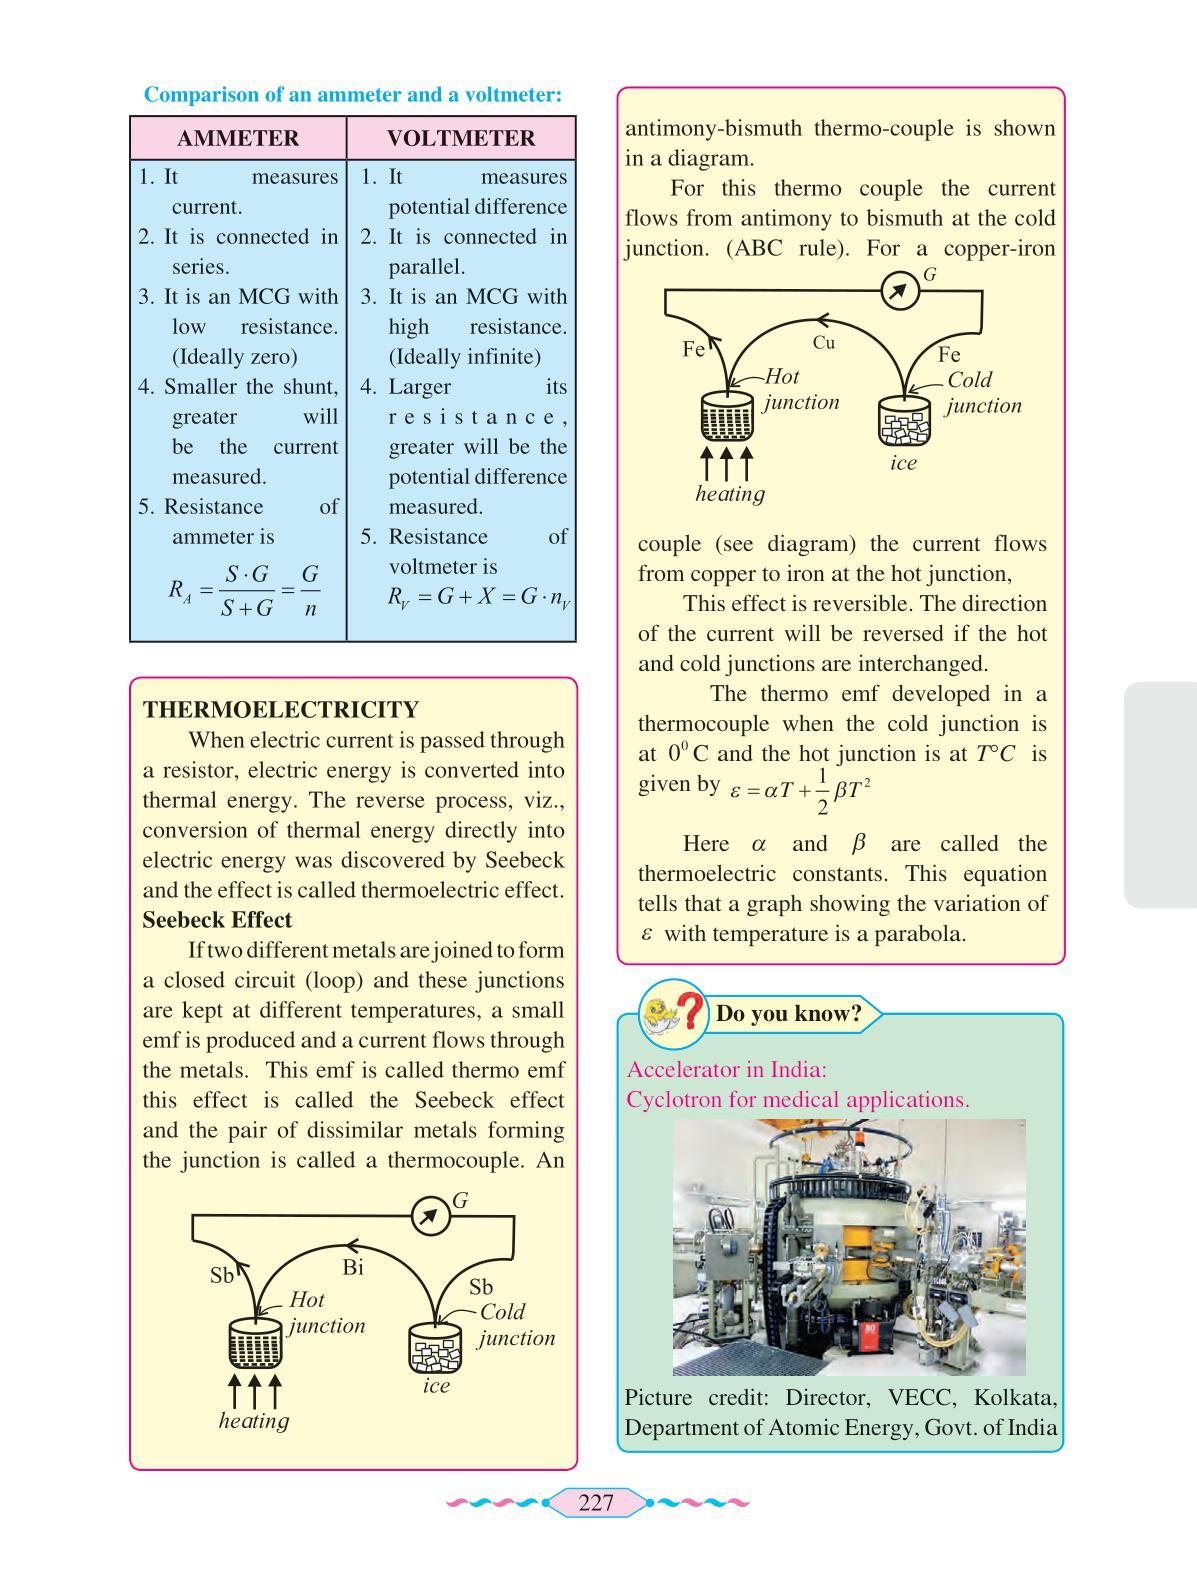 Comparison of an ammeter and a voltmeter:
AMMETER
1. It measures
current.
2. It is connected in
series.
3. It is an MCG with
low resistance.
(Ideally zero)
4. Smaller the shunt,
greater will
be the current
measured.
5. Resistance of
ammeter is
R_A = S·G / S+G = G / n
VOLTMETER
1. It measures
potential difference
2. It is connected in
parallel.
3. It is an MCG with
high resistance.
(Ideally infinite)
4. Larger its
resistance,
greater will be the
potential difference
measured.
5. Resistance of
voltmeter is
R_V = G + X = G·n_V
THERMOELECTRICITY
When electric current is passed through
a resistor, electric energy is converted into
thermal energy. The reverse process, viz.,
conversion of thermal energy directly into
electric energy was discovered by Seebeck
and the effect is called thermoelectric effect.
Seebeck Effect
If two different metals are joined to form
a closed circuit (loop) and these junctions
are kept at different temperatures, a small
emf is produced and a current flows through
the metals. This emf is called thermo emf
this effect is called the Seebeck effect
and the pair of dissimilar metals forming
the junction is called a thermocouple. An
G
Sb
Bi
Sb
Hot
junction
Cold
junction
ice
heating
antimony-bismuth thermo-couple is shown
in a diagram.
For this thermo couple the current
flows from antimony to bismuth at the cold
junction. (ABC rule). For a copper-iron
G
Fe
Cu
Fe
Hot
junction
Cold
junction
ice
heating
couple (see diagram) the current flows
from copper to iron at the hot junction,
This effect is reversible. The direction
of the current will be reversed if the hot
and cold junctions are interchanged.
The thermo emf developed in a
thermocouple when the cold junction is
at 0⁰ C and the hot junction is at T°C is
given by ε = αT + 1/2 βT²
Here α and β are called the
thermoelectric constants. This equation
tells that a graph showing the variation of
ε with temperature is a parabola.
Do you know?
Accelerator in India:
Cyclotron for medical applications.
Picture credit: Director, VECC, Kolkata,
Department of Atomic Energy, Govt. of India
227